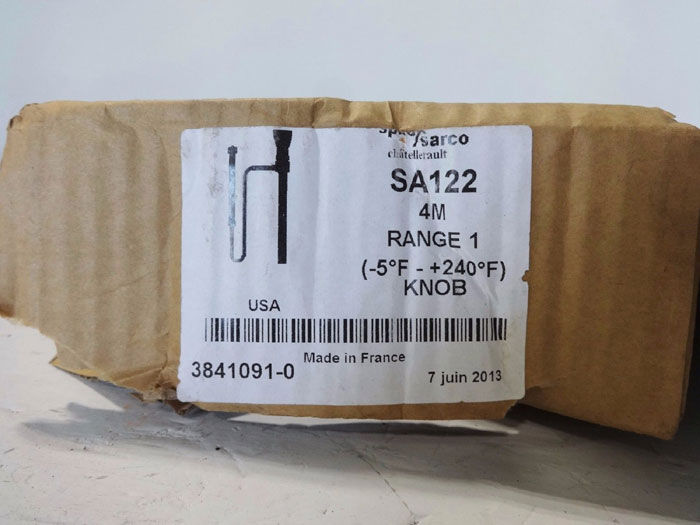 sarco
châtellerault
SA122
4M
RANGE 1
(-5°F - +240°F)
KNOB
USA
Made in France
3841091-0
7 juin 2013